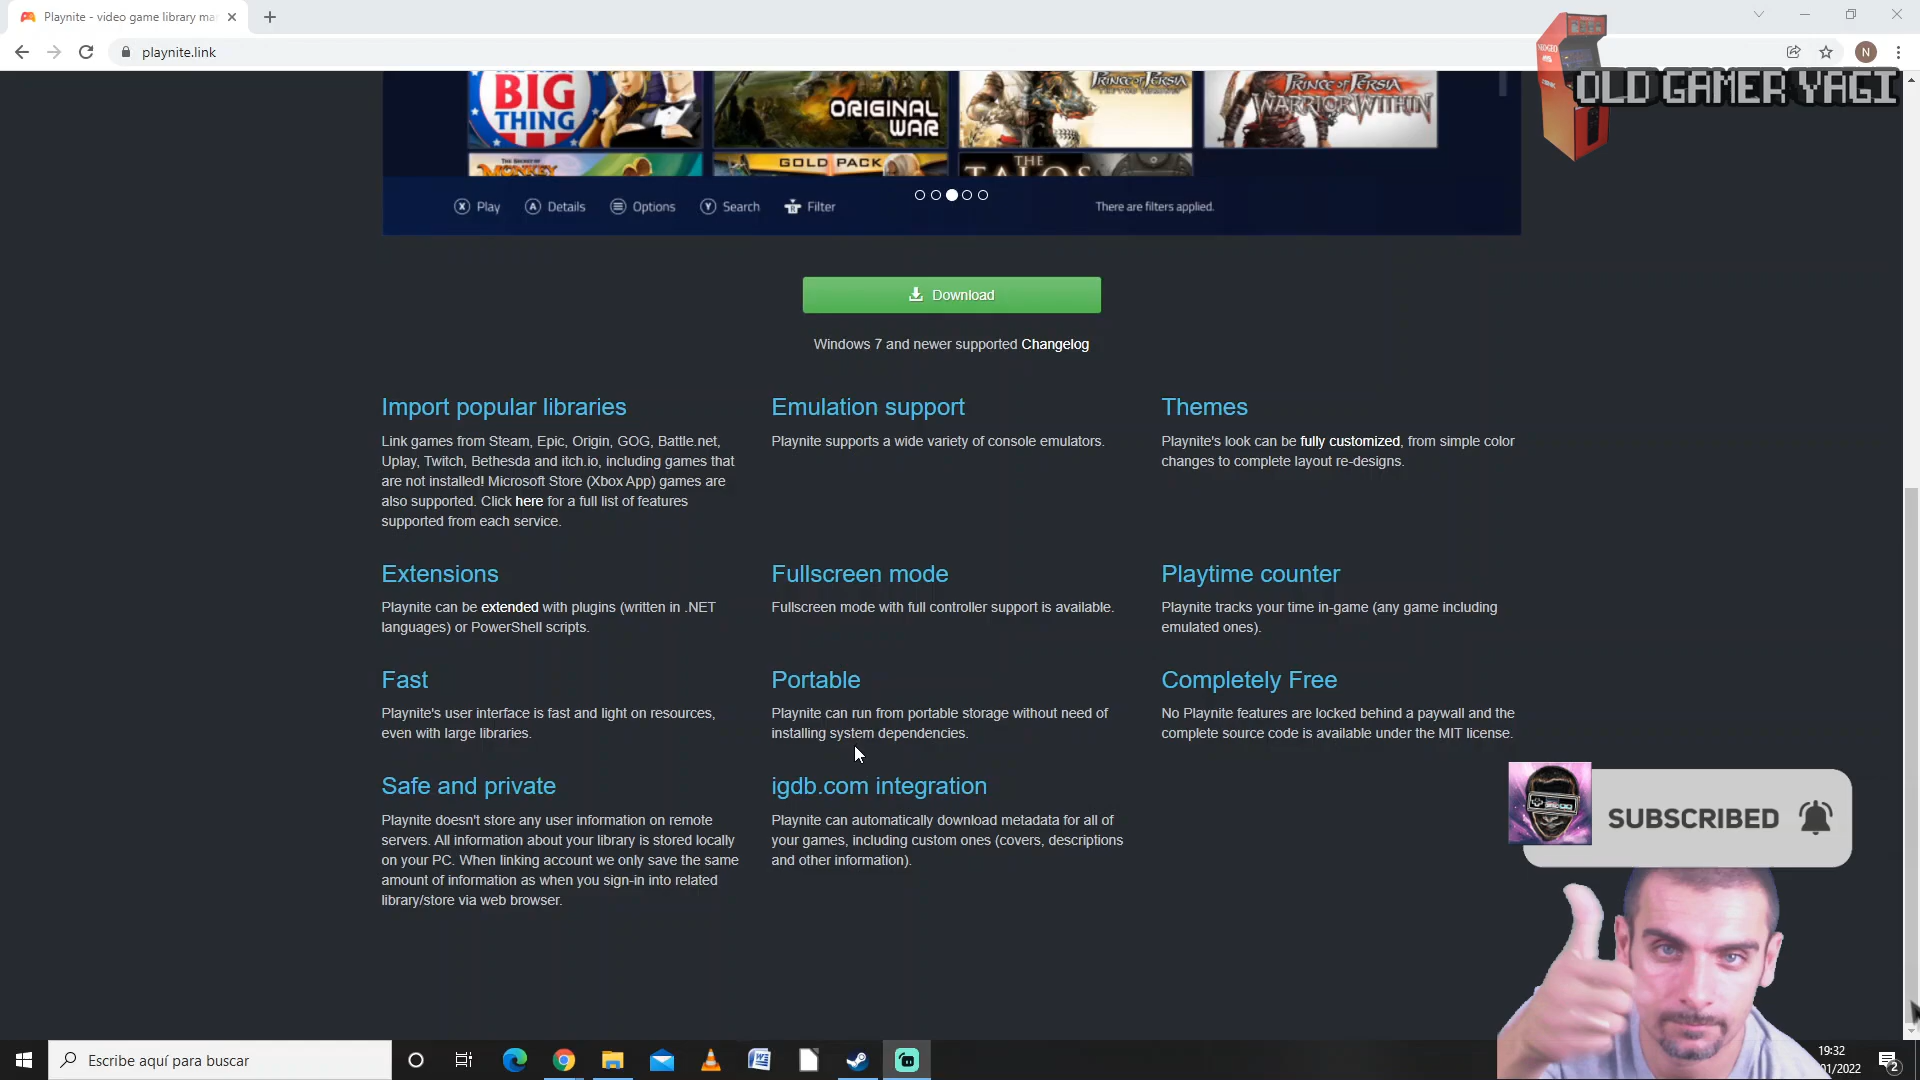 Playnite - video game library ma
playnite.link
OLD GAMER YAGI
NEOGEO
BIG
THING
ORIGINAL
WAR
PRINCE OF PERSIA
PRINCE OF PERSIA
WARRIOR WITHIN
THE SECRET OF
MONKEY
GOLD PACK
THE
TALOS
X Play
A Details
Options
Y Search
Filter
There are filters applied.
Download
Windows 7 and newer supported Changelog
Import popular libraries
Link games from Steam, Epic, Origin, GOG, Battle.net,
Uplay, Twitch, Bethesda and itch.io, including games that
are not installed! Microsoft Store (Xbox App) games are
also supported. Click here for a full list of features
supported from each service.
Emulation support
Playnite supports a wide variety of console emulators.
Themes
Playnite's look can be fully customized, from simple color
changes to complete layout re-designs.
Extensions
Playnite can be extended with plugins (written in .NET
languages) or PowerShell scripts.
Fullscreen mode
Fullscreen mode with full controller support is available.
Playtime counter
Playnite tracks your time in-game (any game including
emulated ones).
Fast
Playnite's user interface is fast and light on resources,
even with large libraries.
Portable
Playnite can run from portable storage without need of
installing system dependencies.
Completely Free
No Playnite features are locked behind a paywall and the
complete source code is available under the MIT license.
Safe and private
Playnite doesn't store any user information on remote
servers. All information about your library is stored locally
on your PC. When linking account we only save the same
amount of information as when you sign-in into related
library/store via web browser.
igdb.com integration
Playnite can automatically download metadata for all of
your games, including custom ones (covers, descriptions
and other information).
SUBSCRIBED
Escribe aquí para buscar
19:32
01/2022
2